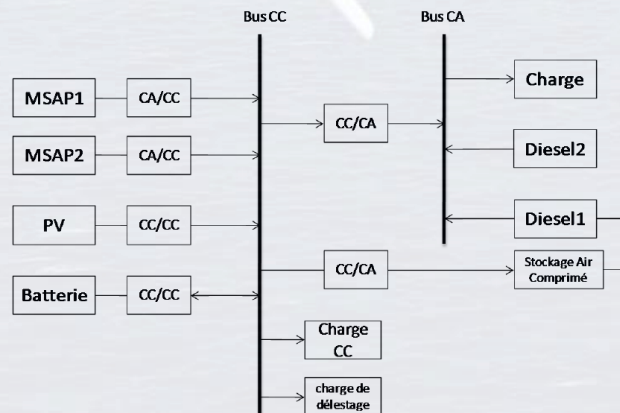 Bus CC
Bus CA
MSAP1
CA/CC
Charge
CC/CA
MSAP2
CA/CC
Diesel2
PV
CC/CC
Diesel1
CC/CA
Stockage Air
Comprimé
Batterie
CC/CC
Charge
CC
charge de
délestage